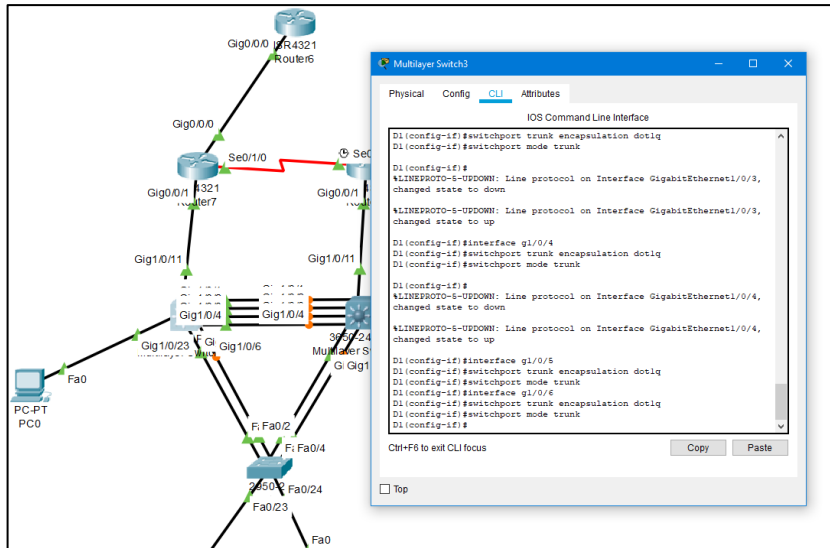 Gig0/0/0
ISR4321
Router6
Gig0/0/0
Se0/1/0
Gig0/0/1
4321
Router7
Gig0/0/1
Gig1/0/11
Gig1/0/11
Gig1/0/4
Gig1/0/4
Gig1/0/23
Gig1/0/6
Fa0
PC-PT
PC0
Fa0/2
Fa0/4
Fa0/24
Fa0/23
Fa0
Multilayer Switch3
Physical Config CLI Attributes
IOS Command Line Interface
D1(config-if)#switchport trunk encapsulation dot1q
D1(config-if)#switchport mode trunk
D1(config-if)#
%LINEPROTO-5-UPDOWN: Line protocol on Interface GigabitEthernet1/0/3,
changed state to down
%LINEPROTO-5-UPDOWN: Line protocol on Interface GigabitEthernet1/0/3,
changed state to up
D1(config-if)#interface g1/0/4
D1(config-if)#switchport trunk encapsulation dot1q
D1(config-if)#switchport mode trunk
D1(config-if)#
%LINEPROTO-5-UPDOWN: Line protocol on Interface GigabitEthernet1/0/4,
changed state to down
%LINEPROTO-5-UPDOWN: Line protocol on Interface GigabitEthernet1/0/4,
changed state to up
D1(config-if)#interface g1/0/5
D1(config-if)#switchport trunk encapsulation dot1q
D1(config-if)#switchport mode trunk
D1(config-if)#interface g1/0/6
D1(config-if)#switchport trunk encapsulation dot1q
D1(config-if)#switchport mode trunk
D1(config-if)#
Ctrl+F6 to exit CLI focus
Copy Paste
Top